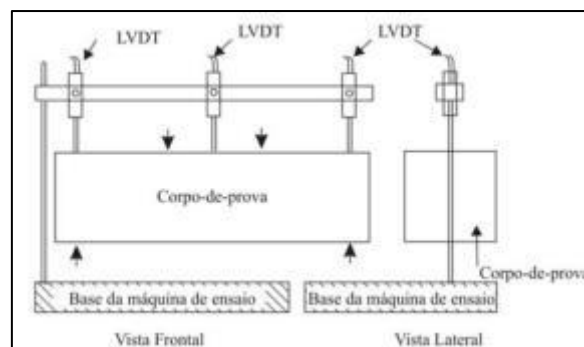 LVDT
LVDT
LVDT
Corpo-de-prova
Corpo-de-prova
Base da máquina de ensaio
Base da máquina de ensaio
Vista Frontal
Vista Lateral